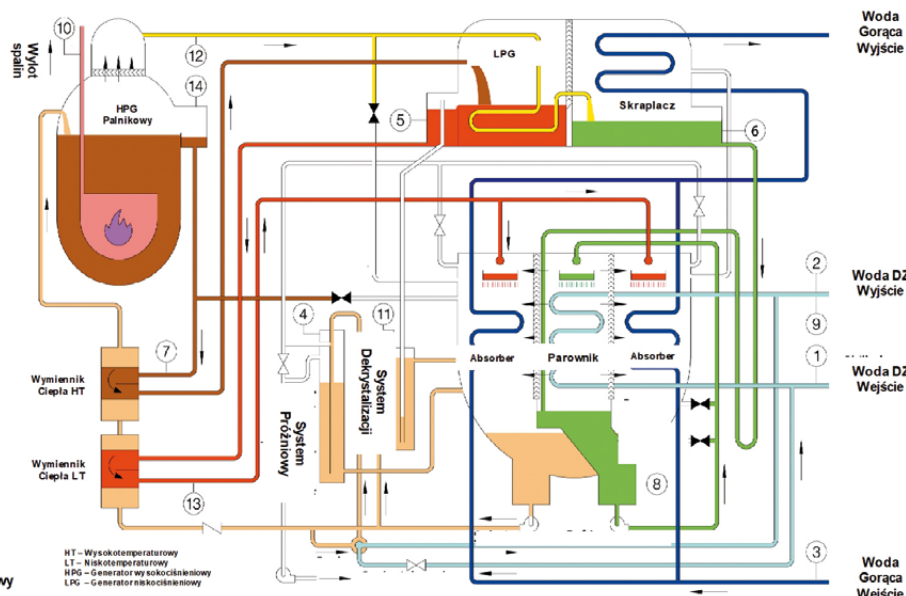 10
12
14
Wylot
spalin
HPG
Palnikowy
LPG
Skraplacz
5
6
Woda
Gorąca
Wyjście
2
Woda DZ
Wyjście
9
1
Woda DZ
Wejście
4
11
7
Wymiennik
Ciepła HT
Wymiennik
Ciepła LT
13
System
Dekrystalizacji
System
Próżniowy
Absorber
Parownik
Absorber
8
3
Woda
Gorąca
Wejście
HT – Wysokotemperaturowy
LT – Niskotemperaturowy
HPG – Generator wysokociśnieniowy
LPG – Generator niskociśnieniowy
wy